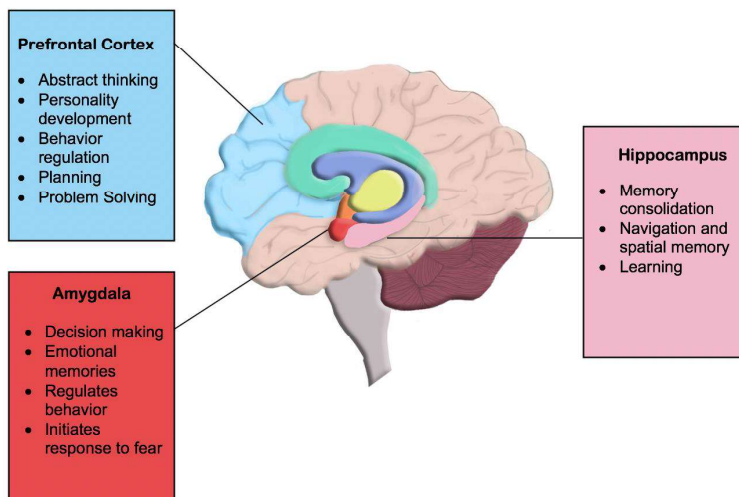 Prefrontal Cortex
• Abstract thinking
• Personality
development
• Behavior
regulation
• Planning
• Problem Solving
Amygdala
• Decision making
• Emotional
memories
• Regulates
behavior
• Initiates
response to fear
Hippocampus
• Memory
consolidation
• Navigation and
spatial memory
• Learning